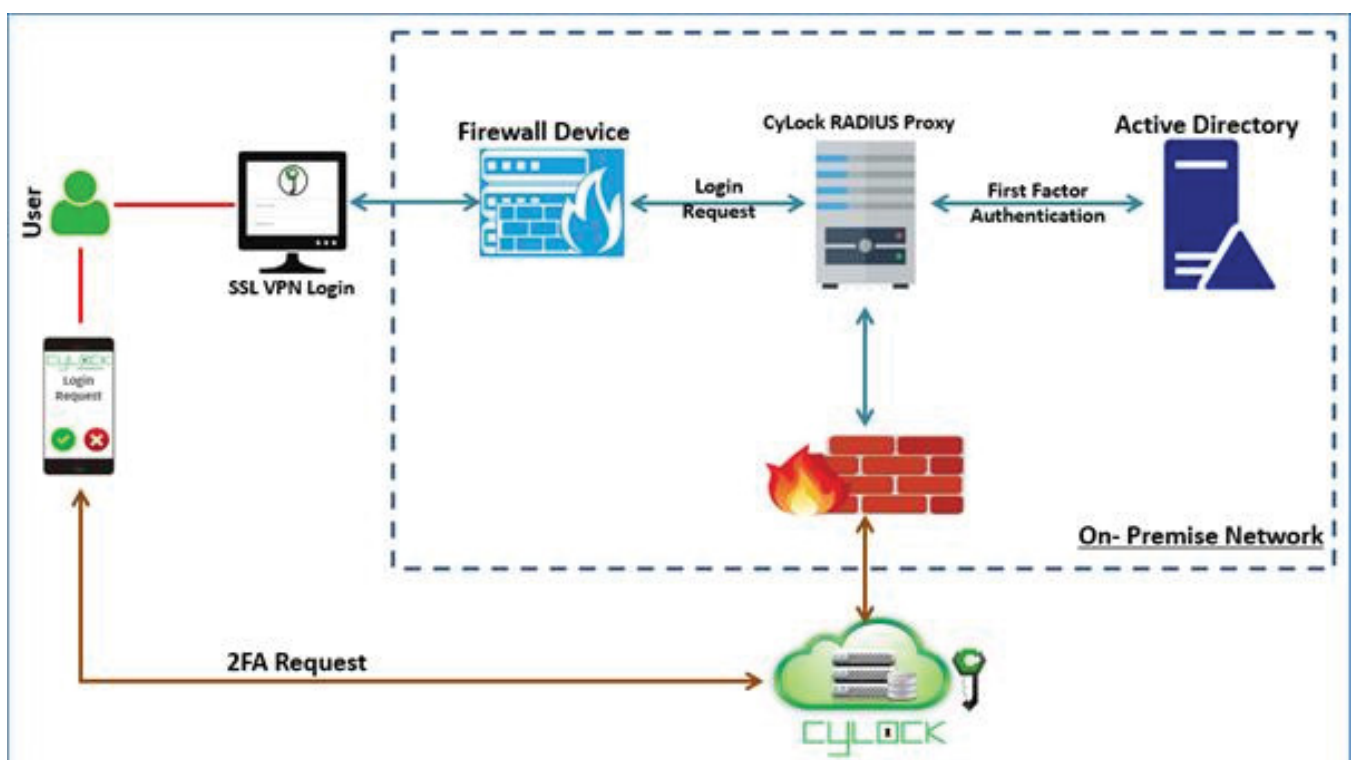 Firewall Device
CyLock RADIUS Proxy
Active Directory
User
Login
Request
First Factor
Authentication
SSL VPN Login
CYLOCK
Login
Request
On- Premise Network
2FA Request
CYLOCK